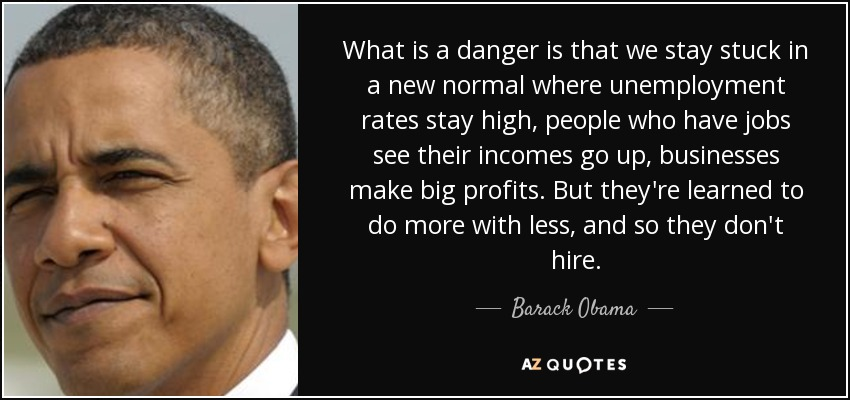 What is a danger is that we stay stuck in
a new normal where unemployment
rates stay high, people who have jobs
see their incomes go up, businesses
make big profits. But they're learned to
do more with less, and so they don't
hire.
Barack Obama
AZ QUOTES